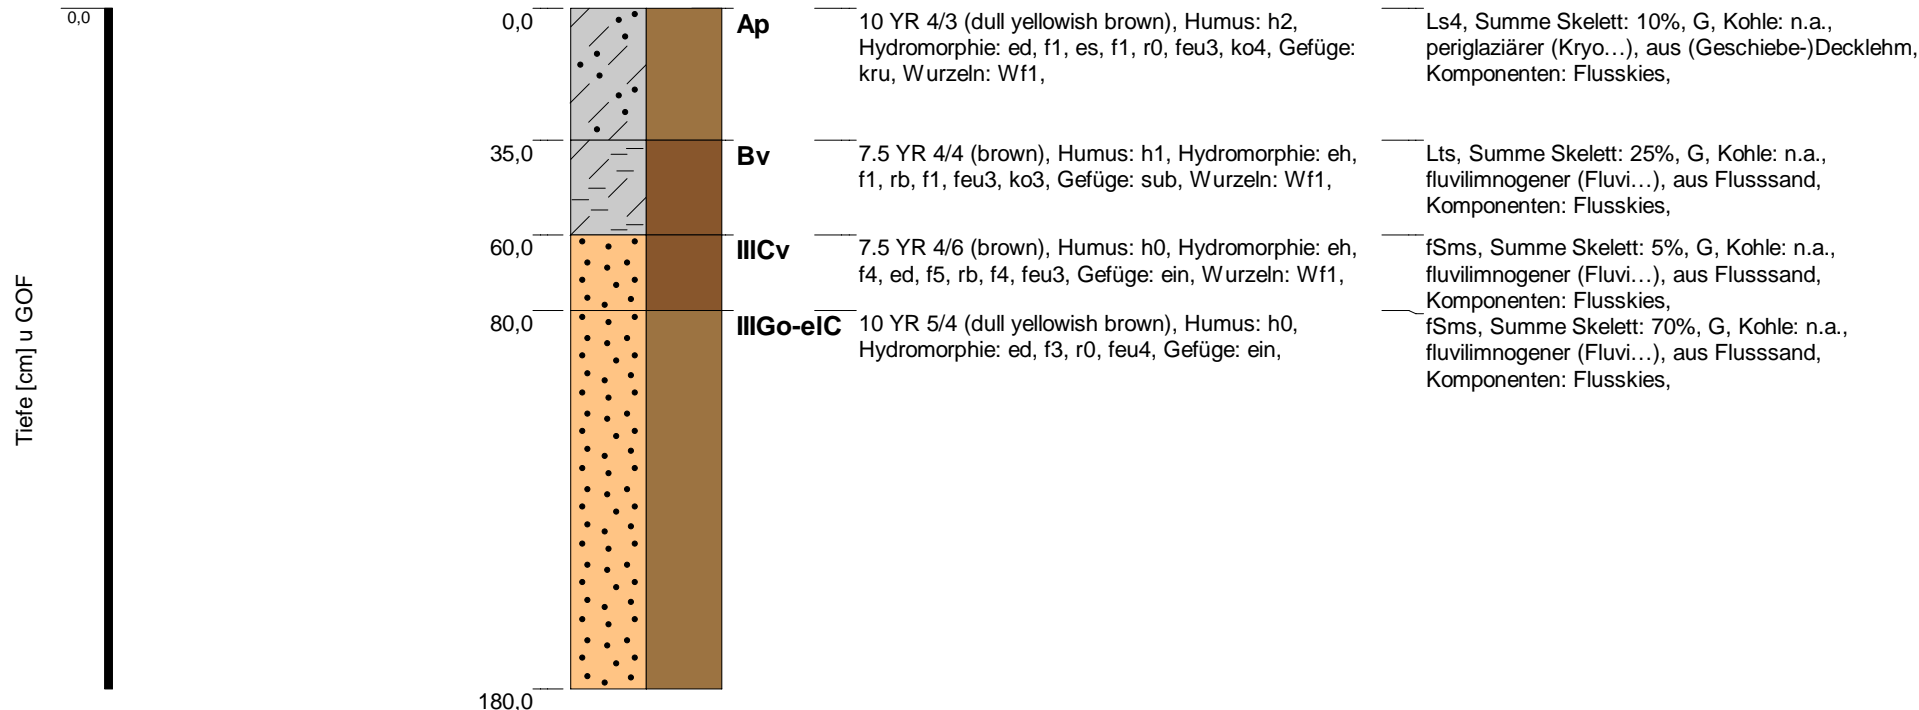 0,0
Tiefe [cm] u GOF
0,0
Ap
10 YR 4/3 (dull yellowish brown), Humus: h2,
Hydromorphie: ed, f1, es, f1, r0, feu3, ko4, Gefüge:
kru, Wurzeln: Wf1,
Ls4, Summe Skelett: 10%, G, Kohle: n.a.,
periglaziärer (Kryo…), aus (Geschiebe-)Decklehm,
Komponenten: Flusskies,
35,0
Bv
7.5 YR 4/4 (brown), Humus: h1, Hydromorphie: eh,
f1, rb, f1, feu3, ko3, Gefüge: sub, Wurzeln: Wf1,
Lts, Summe Skelett: 25%, G, Kohle: n.a.,
fluvilimnogener (Fluvi…), aus Flusssand,
Komponenten: Flusskies,
60,0
IIICv
7.5 YR 4/6 (brown), Humus: h0, Hydromorphie: eh,
f4, ed, f5, rb, f4, feu3, Gefüge: ein, Wurzeln: Wf1,
fSms, Summe Skelett: 5%, G, Kohle: n.a.,
fluvilimnogener (Fluvi…), aus Flusssand,
Komponenten: Flusskies,
80,0
IIIGo-elC
10 YR 5/4 (dull yellowish brown), Humus: h0,
Hydromorphie: ed, f3, r0, feu4, Gefüge: ein,
fSms, Summe Skelett: 70%, G, Kohle: n.a.,
fluvilimnogener (Fluvi…), aus Flusssand,
Komponenten: Flusskies,
180,0